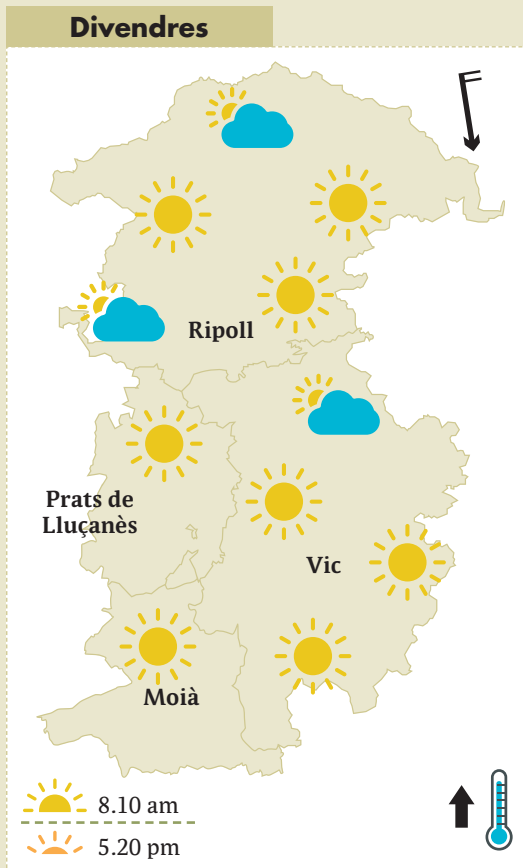 Divendres
Ripoll
Prats de
Lluçanès
Vic
Moià
8.10 am
5.20 pm